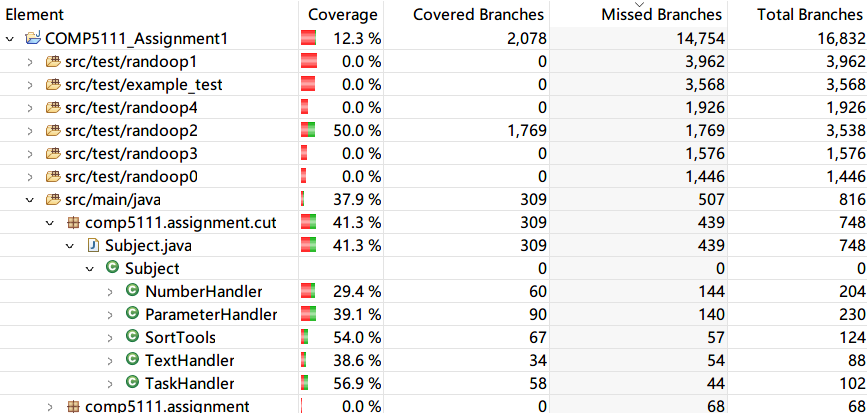 Element Coverage Covered Branches Missed Branches Total Branches
COMP5111_Assignment1 12.3 % 2,078 14,754 16,832
src/test/randoop1 0.0 % 0 3,962 3,962
src/test/example_test 0.0 % 0 3,568 3,568
src/test/randoop4 0.0 % 0 1,926 1,926
src/test/randoop2 50.0 % 1,769 1,769 3,538
src/test/randoop3 0.0 % 0 1,576 1,576
src/test/randoop0 0.0 % 0 1,446 1,446
src/main/java 37.9 % 309 507 816
comp5111.assignment.cut 41.3 % 309 439 748
Subject.java 41.3 % 309 439 748
Subject 0 0 0
NumberHandler 29.4 % 60 144 204
ParameterHandler 39.1 % 90 140 230
SortTools 54.0 % 67 57 124
TextHandler 38.6 % 34 54 88
TaskHandler 56.9 % 58 44 102
comp5111.assignment 0.0 % 0 68 68